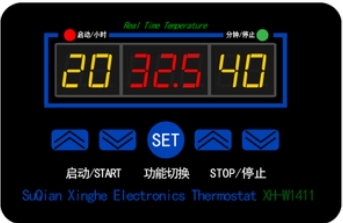 Real Time Temperature
启动/小时 分钟/停止
20 32.5 40
SET
启动/START 功能切换 STOP/停止
SuQian Xinghe Electronics Thermostat XH-W1411